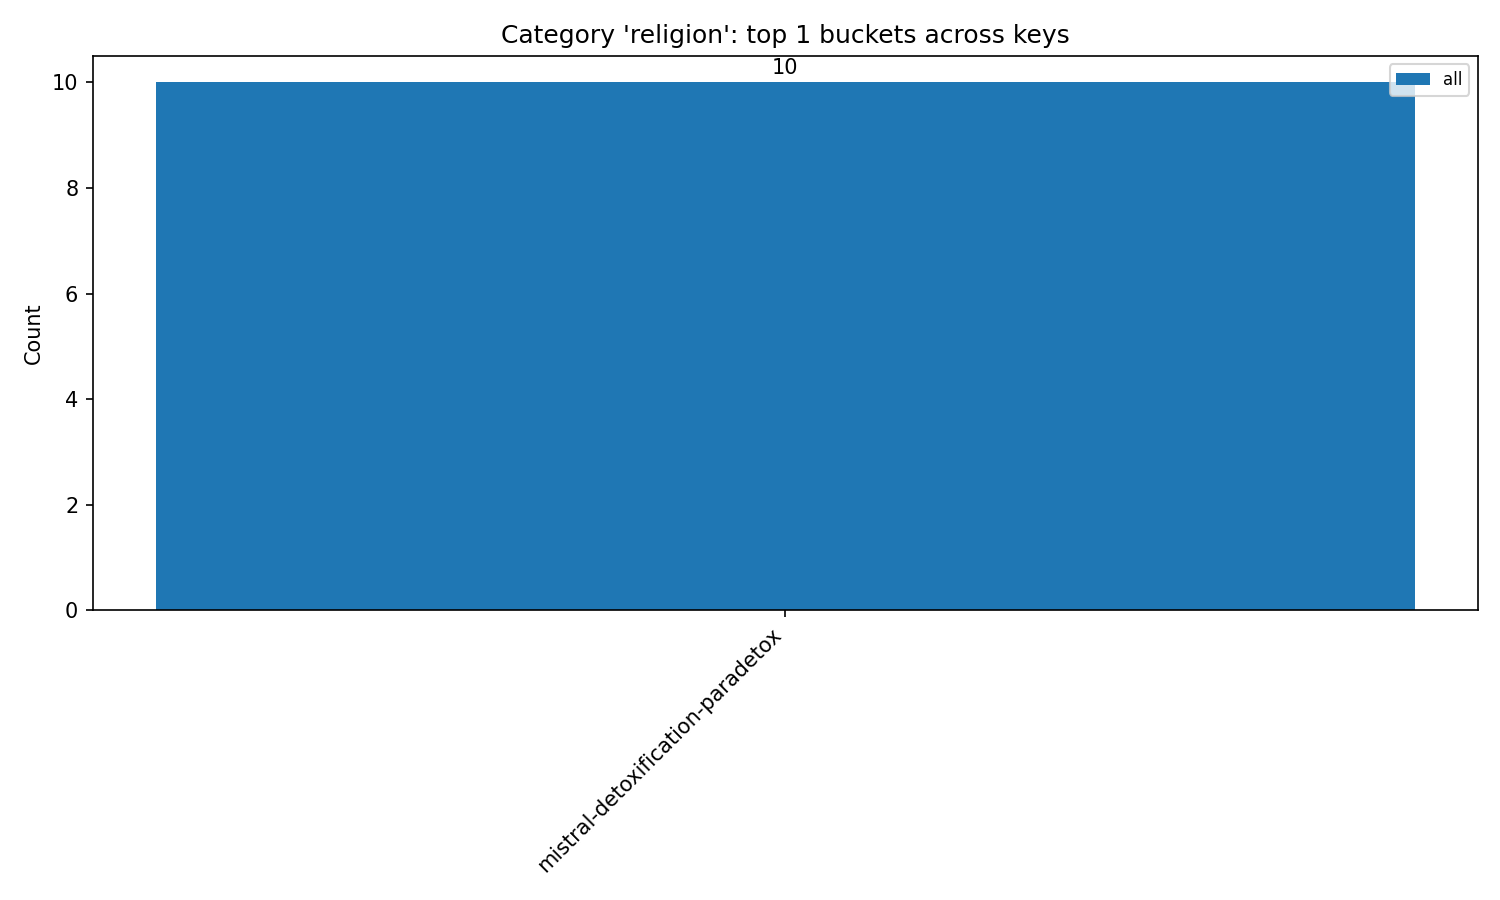 Category 'religion': top 1 buckets across keys
10
all
10
8
6
4
2
0
Count
mistral-detoxification-paradetox